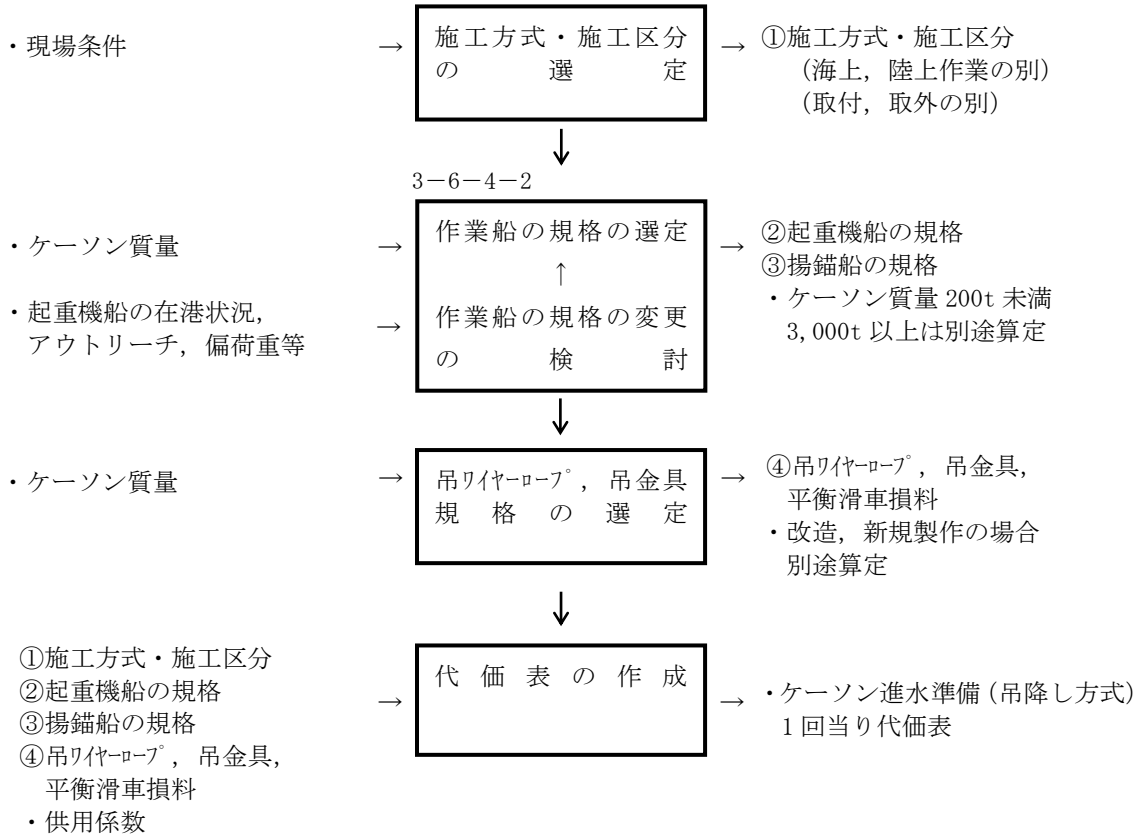 ・現場条件
→
施工方式・施工区分
の選定
→
①施工方式・施工区分
(海上，陸上作業の別)
(取付，取外の別)
↓
3－6－4－2
・ケーソン質量
→
作業船の規格の選定
↑
・起重機船の在港状況，
アウトリーチ，偏荷重等
→
作業船の規格の変更
の検討
→
②起重機船の規格
③揚錨船の規格
・ケーソン質量 200t 未満
3,000t 以上は別途算定
↓
・ケーソン質量
→
吊ﾜｲﾔｰﾛｰﾌﾟ，吊金具
規格の選定
→
④吊ﾜｲﾔｰﾛｰﾌﾟ，吊金具，
平衡滑車損料
・改造，新規製作の場合
別途算定
↓
①施工方式・施工区分
②起重機船の規格
③揚錨船の規格
④吊ﾜｲﾔｰﾛｰﾌﾟ，吊金具，
平衡滑車損料
・供用係数
→
代価表の作成
→
・ケーソン進水準備(吊降し方式)
1回当り代価表